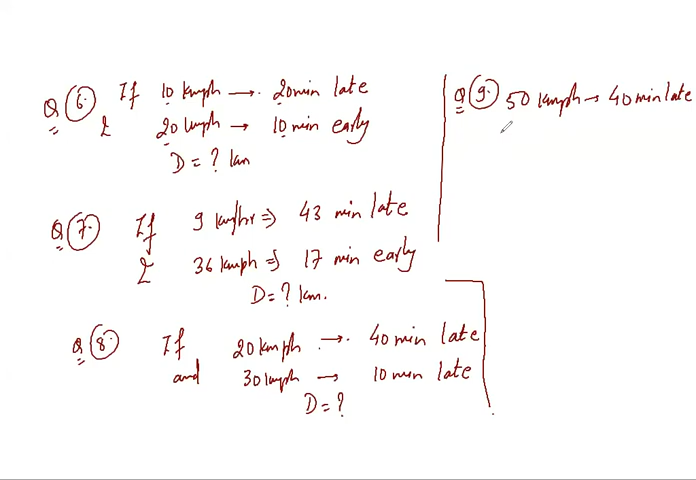 Q 6. If 10 kmph → 20min late
& 20 kmph → 10 min early
D = ? km
Q 7. If 9 km/hr ⇒ 43 min late
& 36 kmph ⇒ 17 min early
D = ? km.
Q 8. If 20 kmph → 40 min late
and 30 kmph → 10 min late
D = ?
Q 9. 50 kmph → 40 min late